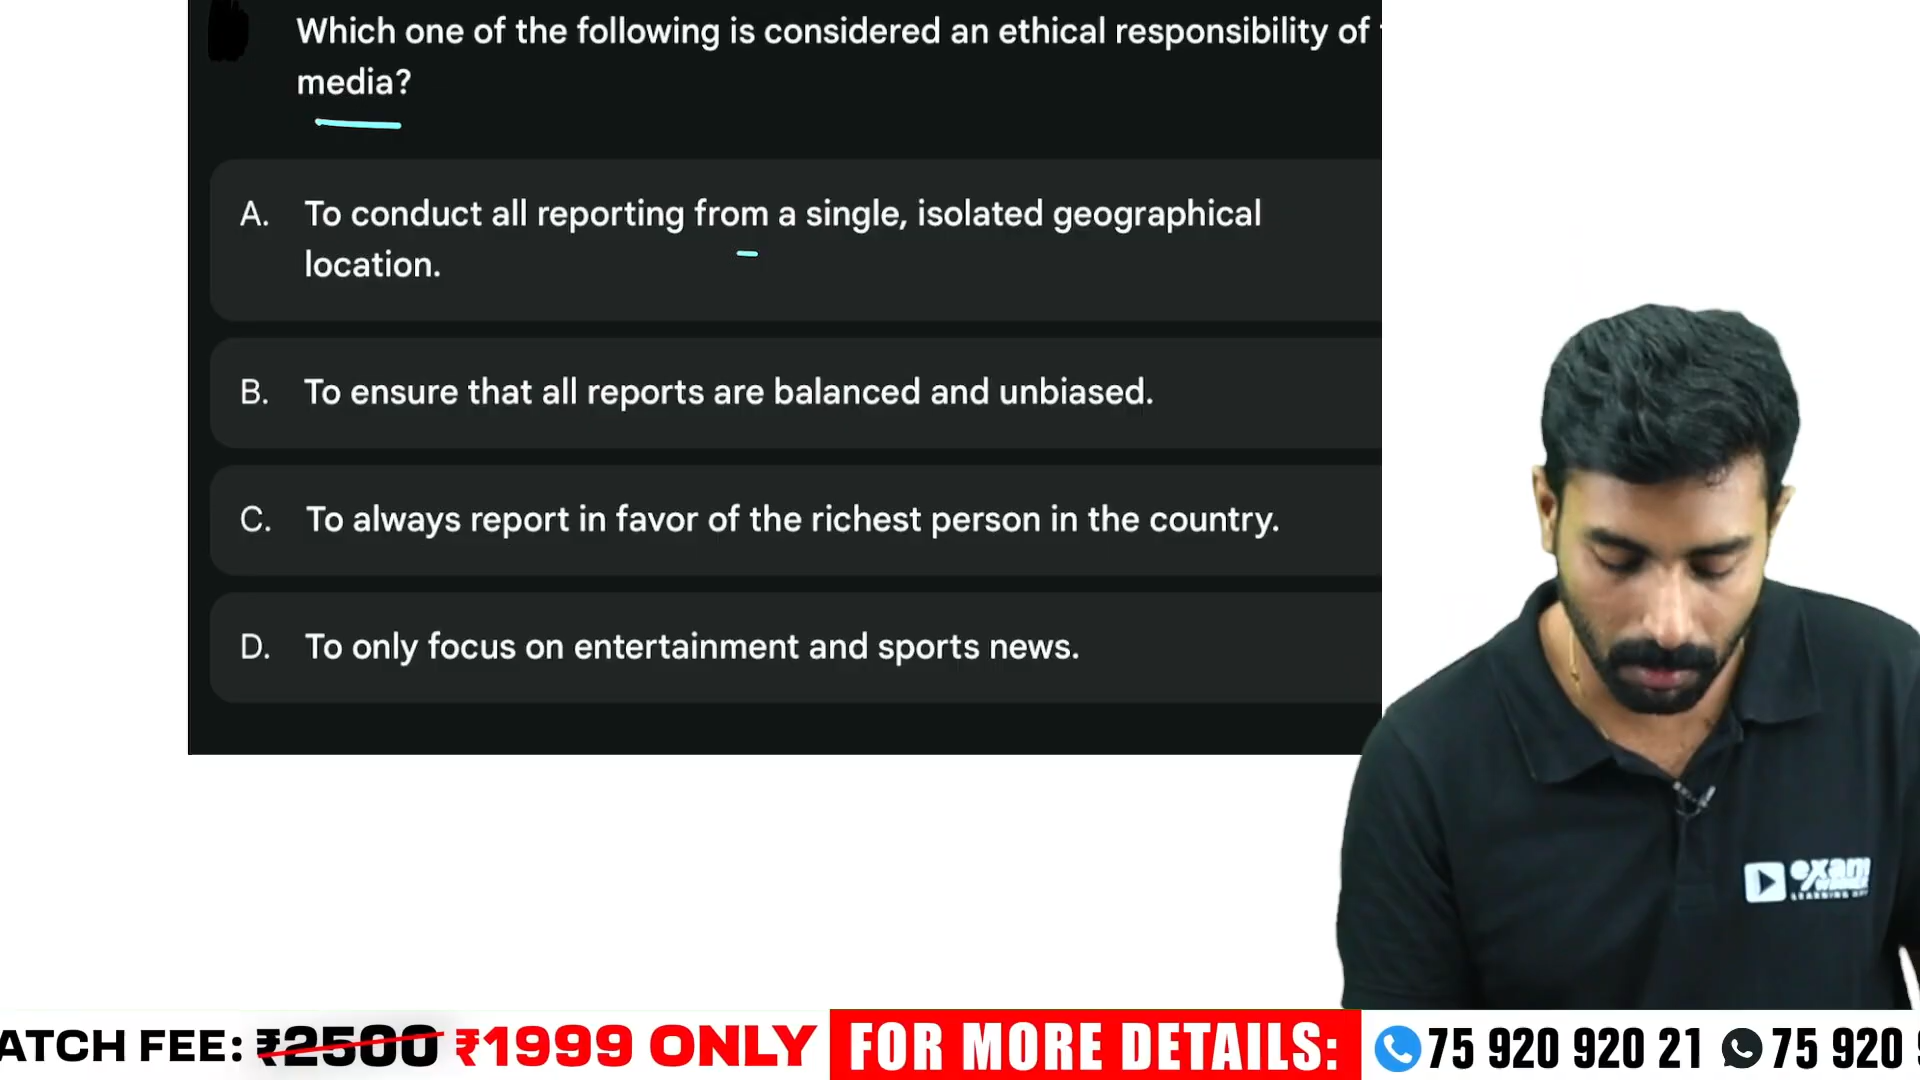 Which one of the following is considered an ethical responsibility of
media?
A. To conduct all reporting from a single, isolated geographical
location.
B. To ensure that all reports are balanced and unbiased.
C. To always report in favor of the richest person in the country.
D. To only focus on entertainment and sports news.
exam
ATCH FEE: ₹2500 ₹1999 ONLY FOR MORE DETAILS: 75 920 920 21 75 920